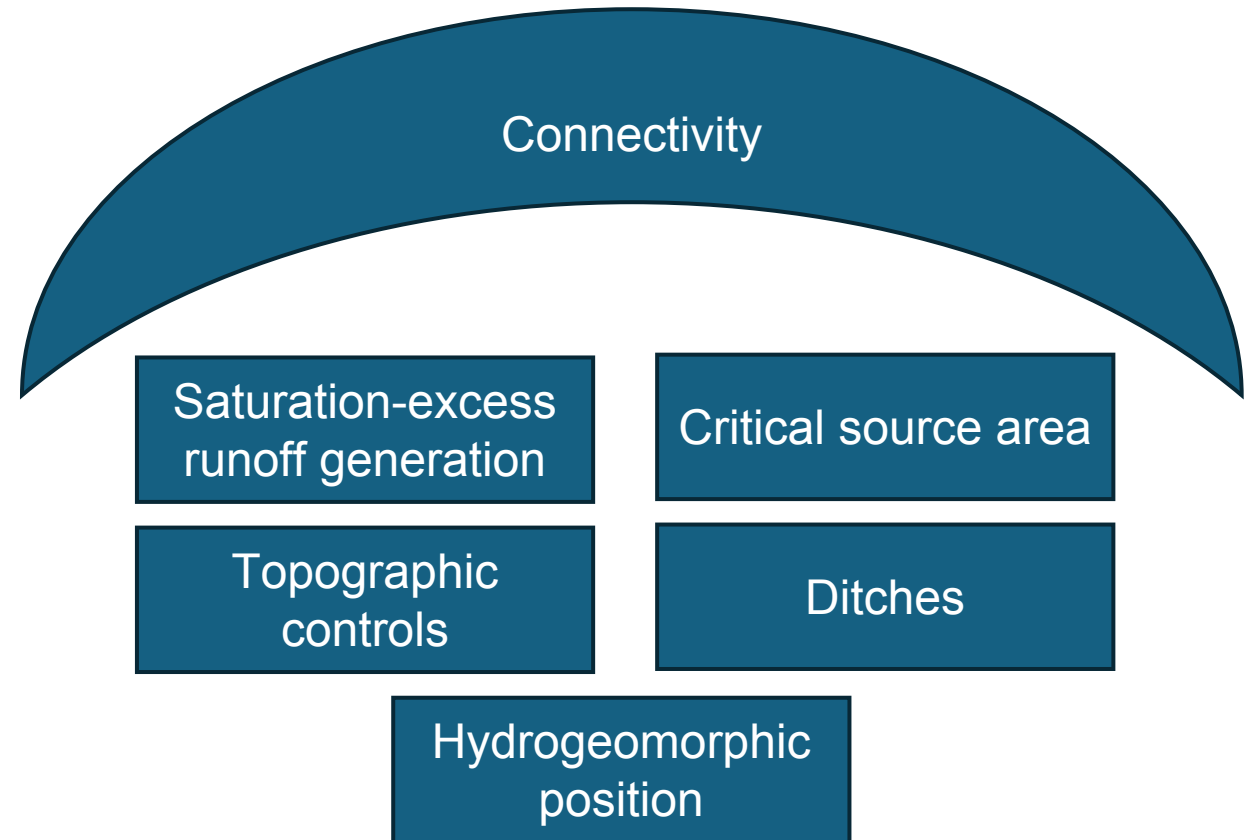 Connectivity
Saturation-excess
runoff generation
Critical source area
Topographic
controls
Ditches
Hydrogeomorphic
position